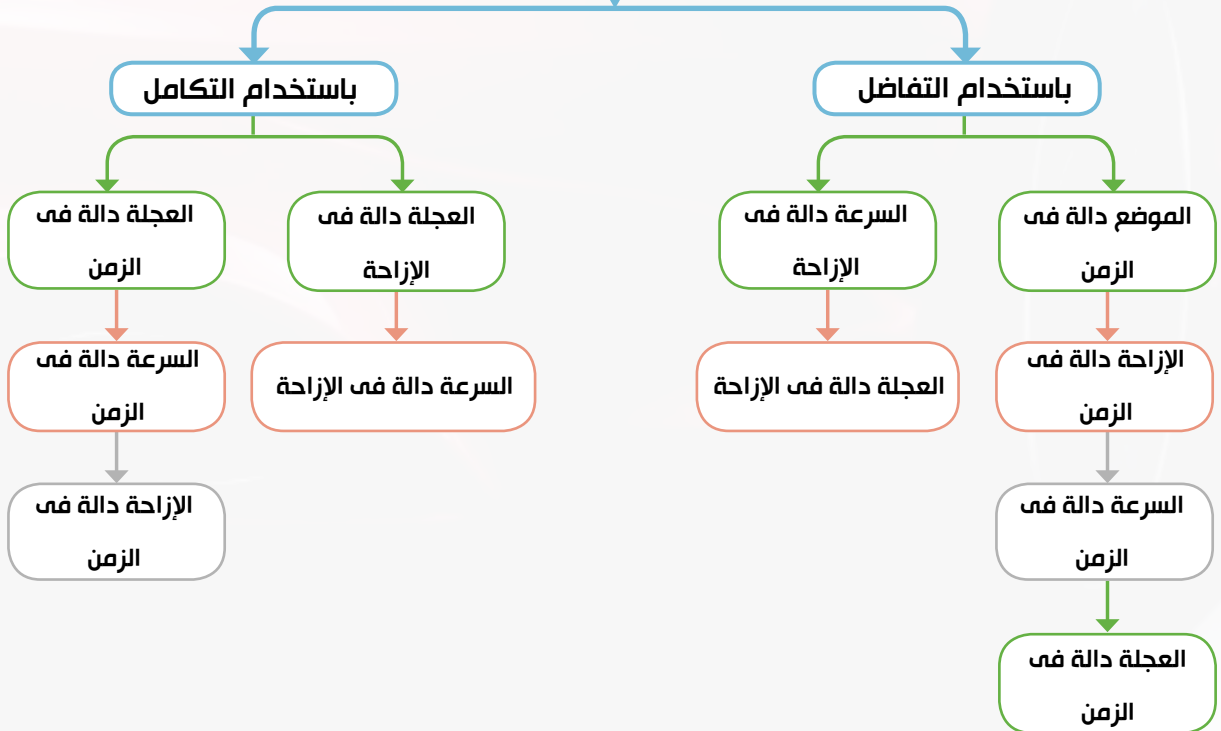 باستخدام التفاضل
باستخدام التكامل
الموضع دالة فى
الزمن
السرعة دالة فى
الإزاحة
العجلة دالة فى
الإزاحة
العجلة دالة فى
الزمن
الإزاحة دالة فى
الزمن
العجلة دالة فى الإزاحة
السرعة دالة فى الإزاحة
السرعة دالة فى
الزمن
السرعة دالة فى
الزمن
الإزاحة دالة فى
الزمن
العجلة دالة فى
الزمن